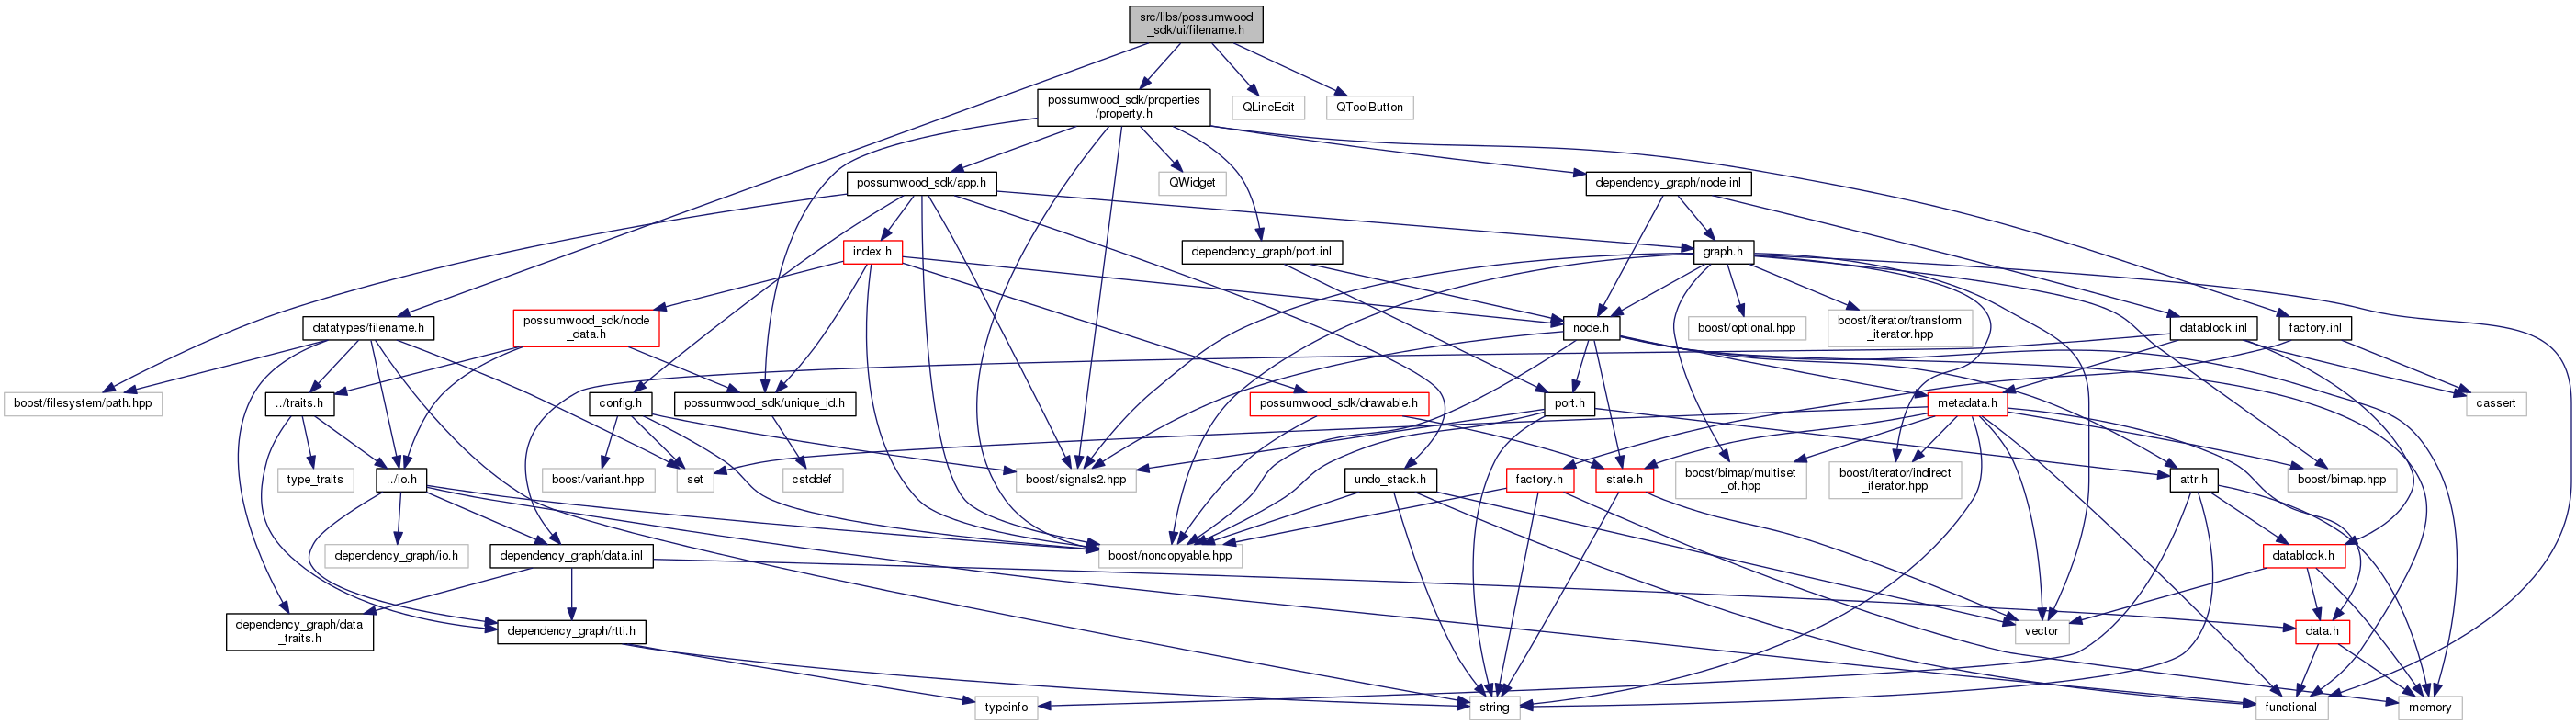 src/libs/possumwood
_sdk/ui/filename.h
possumwood_sdk/properties
/property.h
QLineEdit
QToolButton
possumwood_sdk/app.h
QWidget
dependency_graph/node.inl
index.h
dependency_graph/port.inl
graph.h
datatypes/filename.h
possumwood_sdk/node
_data.h
node.h
boost/optional.hpp
boost/iterator/transform
_iterator.hpp
datablock.inl
factory.inl
boost/filesystem/path.hpp
../traits.h
config.h
possumwood_sdk/unique_id.h
possumwood_sdk/drawable.h
port.h
metadata.h
cassert
type_traits
../io.h
boost/variant.hpp
set
cstddef
boost/signals2.hpp
undo_stack.h
factory.h
state.h
boost/bimap/multiset
_of.hpp
boost/iterator/indirect
_iterator.hpp
attr.h
boost/bimap.hpp
dependency_graph/io.h
dependency_graph/data.inl
boost/noncopyable.hpp
datablock.h
dependency_graph/data
_traits.h
dependency_graph/rtti.h
vector
data.h
typeinfo
string
functional
memory